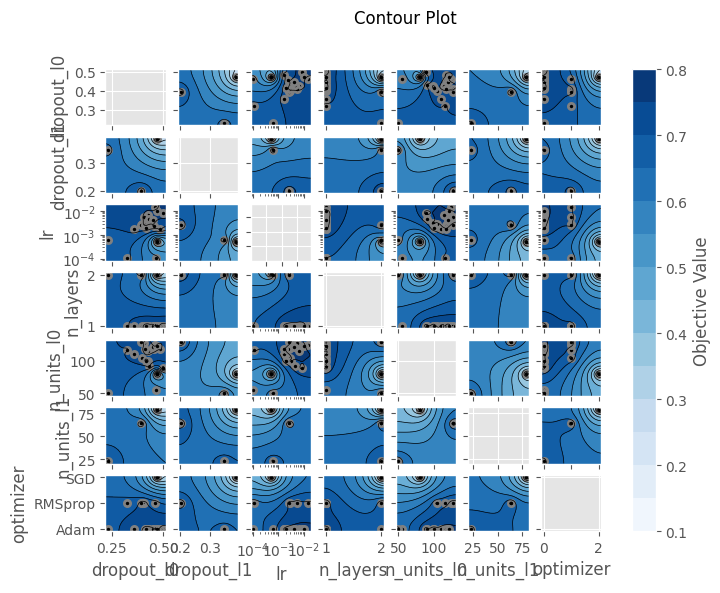 Contour Plot
dropout_l0
0.5
0.4
0.3
dropout_l1
0.3
0.2
lr
10⁻²
10⁻³
10⁻⁴
n_layers
2
1
n_units_l0
100
50
n_units_l1
75
50
25
optimizer
SGD
RMSprop
Adam
0.25 0.50 0.2 0.3 10⁻⁴ 10⁻³ 10⁻² 1 2 50 100 25 50 75 0 2
dropout_l0 dropout_l1 lr n_layers n_units_l0 n_units_l1 optimizer
0.8
0.7
0.6
0.5
0.4
0.3
0.2
0.1
Objective Value